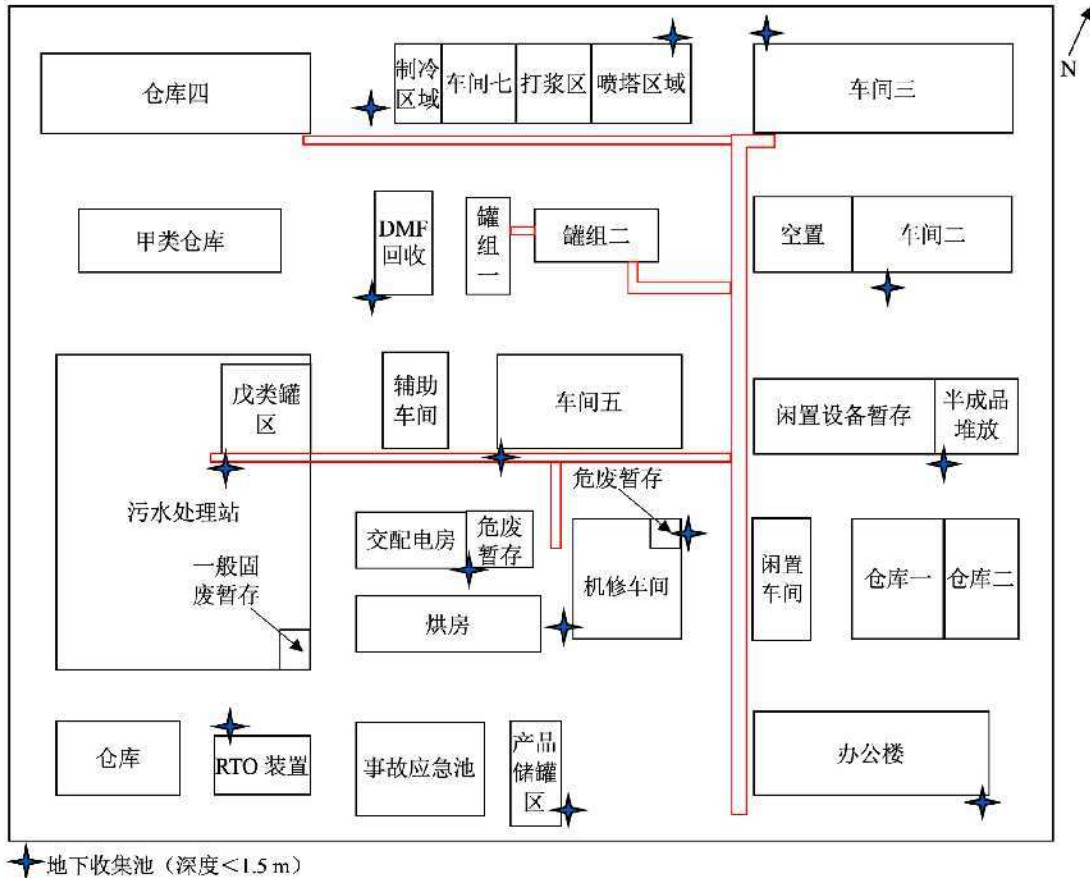 N
仓库四
制冷
区域
车间七
打浆区
喷塔区域
车间三
甲类仓库
DMF
回收
罐
组
一
罐组二
空置
车间二
戊类罐
区
辅助
车间
车间五
闲置设备暂存
半成品
堆放
污水处理站
一般固
废暂存
交配电房
危废
暂存
危废暂存
机修车间
烘房
闲置
车间
仓库一
仓库二
仓库
RTO 装置
事故应急池
产品
储罐
区
办公楼
地下收集池（深度＜1.5 m）